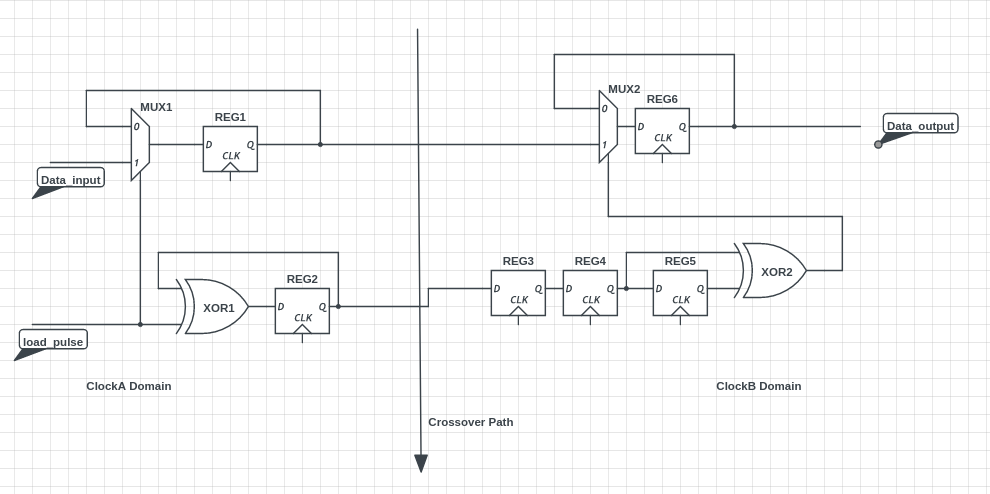 MUX1
0
1
REG1
D
Q
CLK
Data_input
MUX2
0
1
REG6
D
Q
CLK
Data_output
XOR1
REG2
D
Q
CLK
load_pulse
REG3
D
Q
CLK
REG4
D
Q
CLK
REG5
D
Q
CLK
XOR2
ClockA Domain
ClockB Domain
Crossover Path